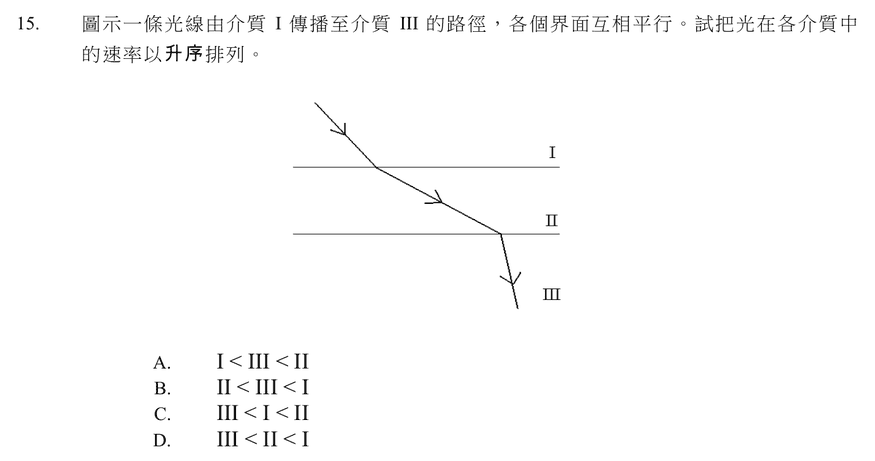 15. 圖示一條光線由介質 I 傳播至介質 III 的路徑，各個界面互相平行。試把光在各介質中
的速率以升序排列。
I
II
III
A. I < III < II
B. II < III < I
C. III < I < II
D. III < II < I